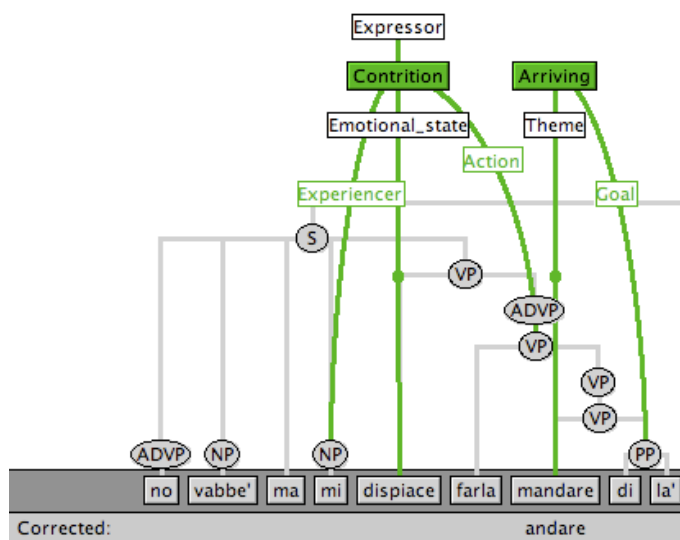 Expressor
Contrition Arriving
Emotional_state Theme
Action
Experiencer Goal
S
VP
ADVP
VP
VP
VP
ADVP NP NP PP
no vabbe' ma mi dispiace farla mandare di la'
Corrected: andare